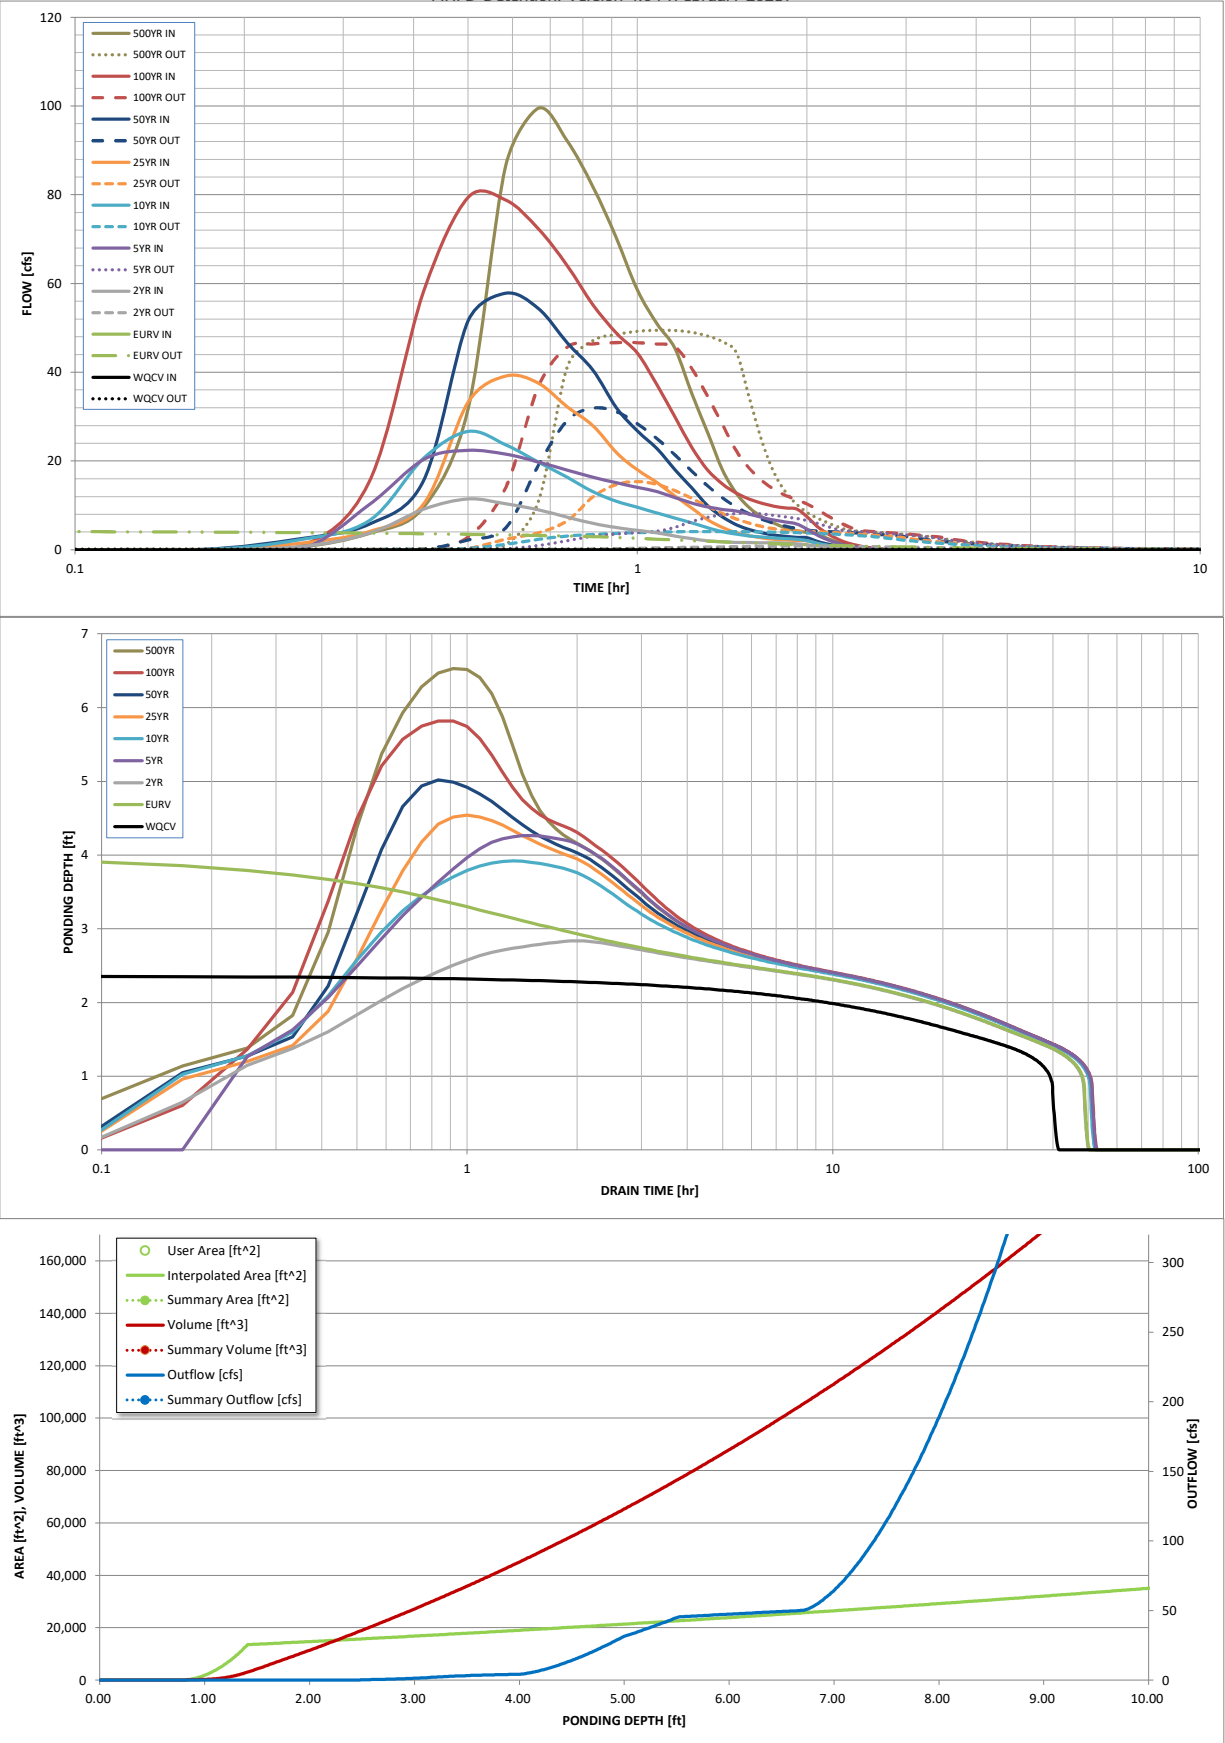 120
100
80
60
40
20
0
FLOW [cfs]
500YR IN
500YR OUT
100YR IN
100YR OUT
50YR IN
50YR OUT
25YR IN
25YR OUT
10YR IN
10YR OUT
5YR IN
5YR OUT
2YR IN
2YR OUT
EURV IN
EURV OUT
WQCV IN
WQCV OUT
0.1
1
10
TIME [hr]
7
6
5
4
3
2
1
0
PONDING DEPTH [ft]
500YR
100YR
50YR
25YR
10YR
5YR
2YR
EURV
WQCV
0.1
1
10
100
DRAIN TIME [hr]
160,000
140,000
120,000
100,000
80,000
60,000
40,000
20,000
0
AREA [ft^2], VOLUME [ft^3]
User Area [ft^2]
Interpolated Area [ft^2]
Summary Area [ft^2]
Volume [ft^3]
Summary Volume [ft^3]
Outflow [cfs]
Summary Outflow [cfs]
300
250
200
150
100
50
0
OUTFLOW [cfs]
0.00
1.00
2.00
3.00
4.00
5.00
6.00
7.00
8.00
9.00
10.00
PONDING DEPTH [ft]